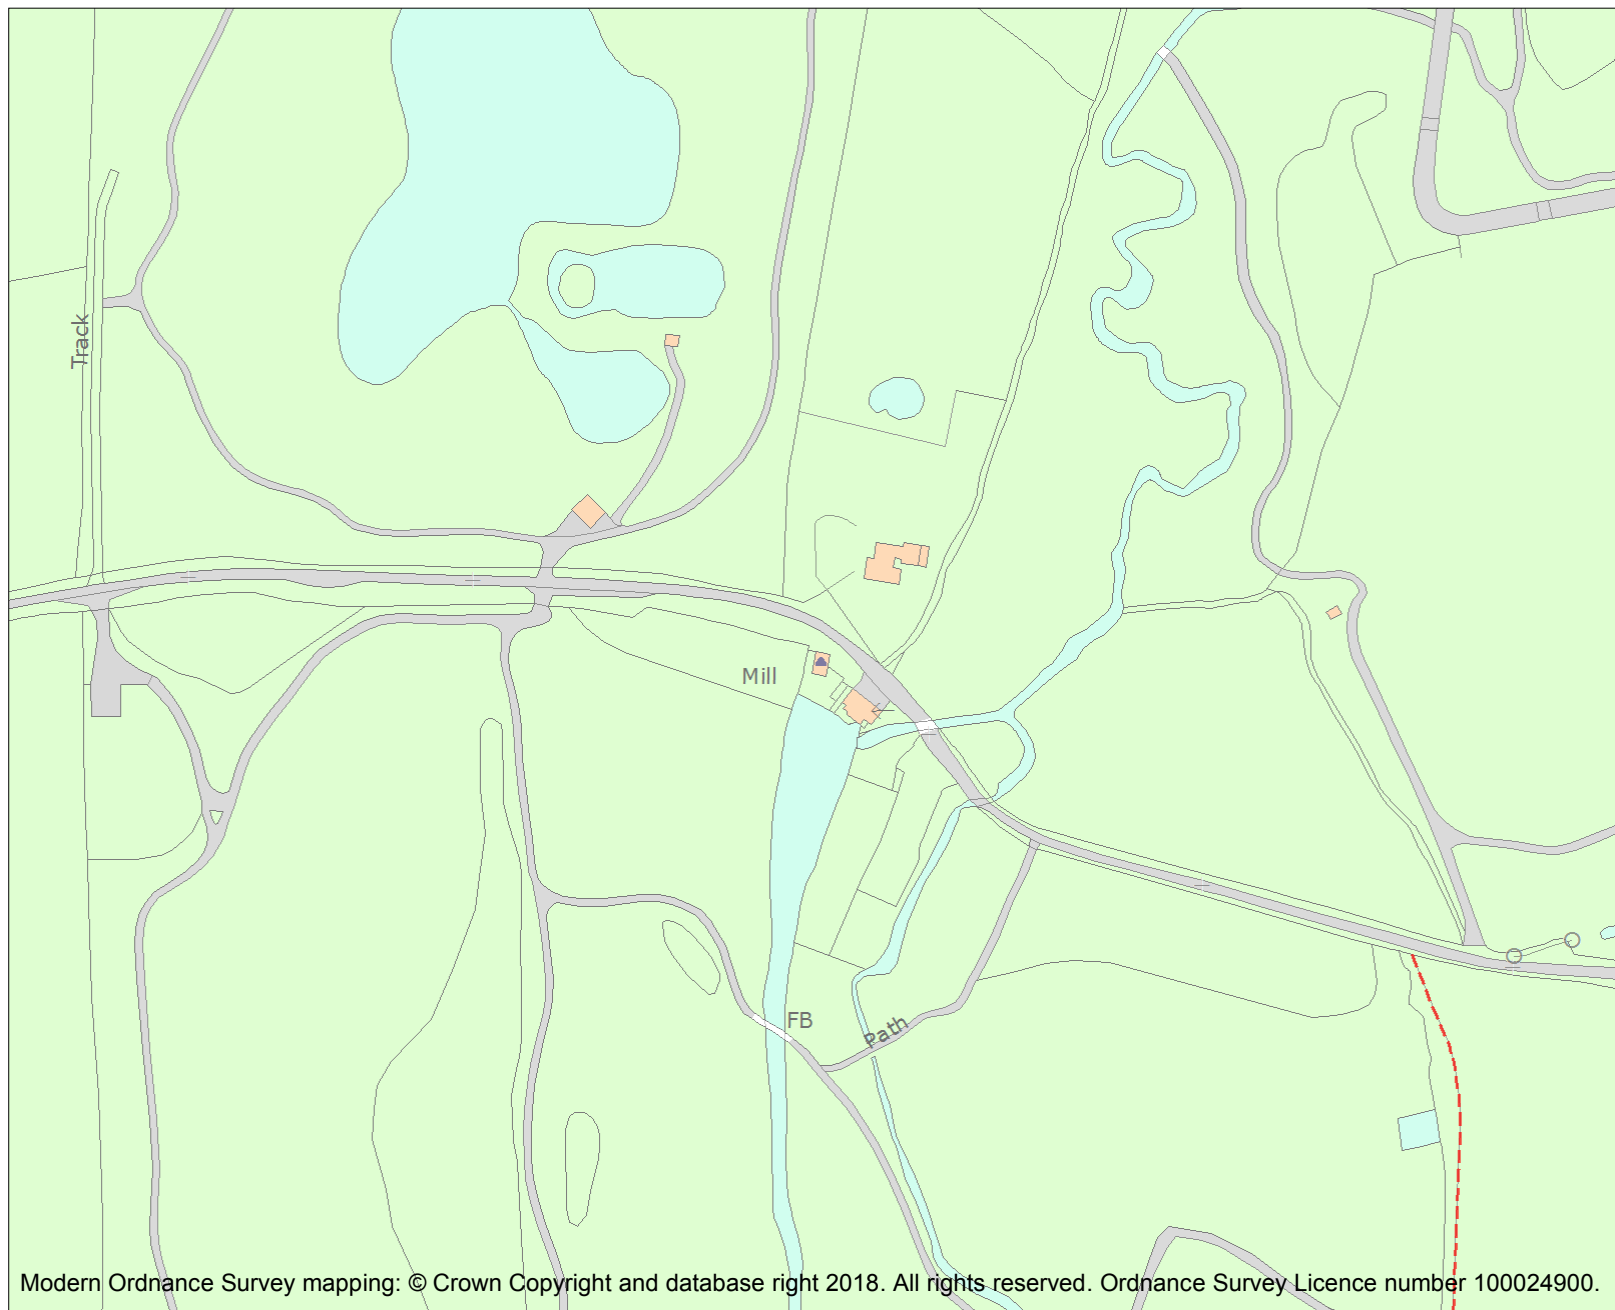 Track
Mill
FB
Path
Modern Ordnance Survey mapping: © Crown Copyright and database right 2018. All rights reserved. Ordnance Survey Licence number 100024900.